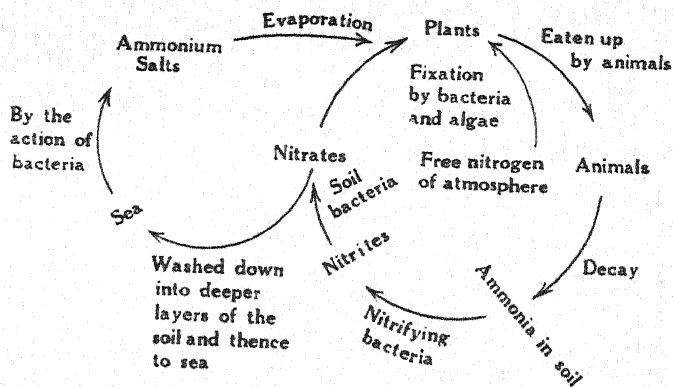 Evaporation
Plants
Ammonium
Salts
Eaten up
by animals
Fixation
by bacteria
and algae
By the
action of
bacteria
Nitrates
Free nitrogen
of atmosphere
Animals
Soil
bacteria
Sea
Nitrites
Washed down
into deeper
layers of the
soil and thence
to sea
Decay
Ammonia in soil
Nitrifying
bacteria